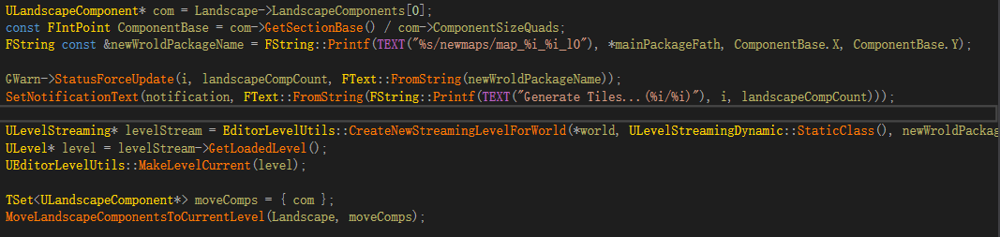 ULandscapeComponent* com = Landscape->LandscapeComponents[0];
const FIntPoint ComponentBase = com->GetSectionBase() / com->ComponentSizeQuads;
FString const &newWroldPackageName = FString::Printf(TEXT("%s/newmaps/map_%i_%i_l0"), *mainPackageFath, ComponentBase.X, ComponentBase.Y);
GWarn->StatusForceUpdate(i, landscapeCompCount, FText::FromString(newWroldPackageName));
SetNotificationText(notification, FText::FromString(FString::Printf(TEXT("Generate Tiles...(%i/%i)"), i, landscapeCompCount)));
ULevelStreaming* levelStream = EditorLevelUtils::CreateNewStreamingLevelForWorld(*world, ULevelStreamingDynamic::StaticClass(), newWroldPackag
ULevel* level = levelStream->GetLoadedLevel();
UEditorLevelUtils::MakeLevelCurrent(level);
TSet<ULandscapeComponent*> moveComps = { com };
MoveLandscapeComponentsToCurrentLevel(Landscape, moveComps);